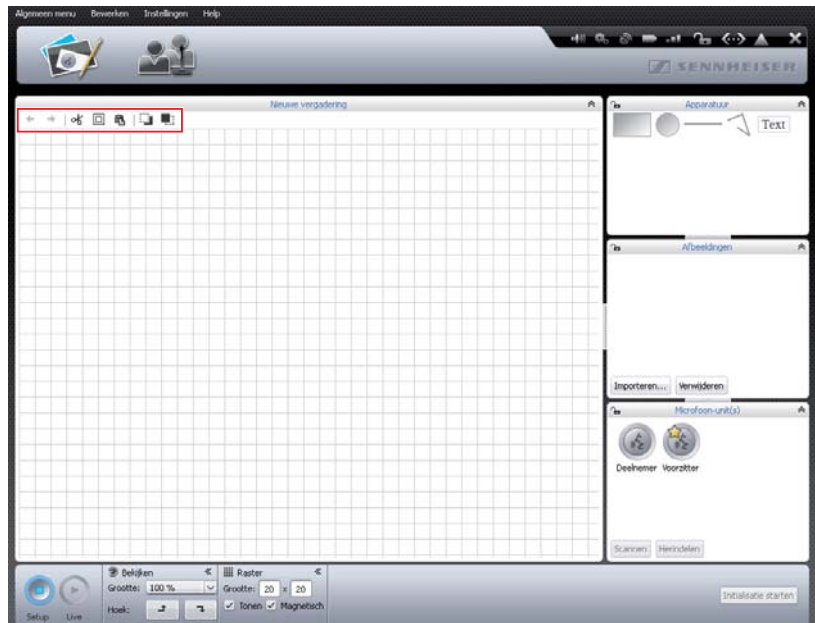 Algemeen menu Bewerken Instellingen Help
SENNHEISER
Nieuwe vergadering
Apparatuur
Text
Afbeeldingen
Importeren... Verwijderen
Microfoon-unit(s)
Deelnemer Voorzitter
Scannen Herindelen
Bekijken Raster
Grootte: 100 % Grootte: 20 x 20
Hoek: Tonen Magnetisch
Setup Live
Initialisatie starten